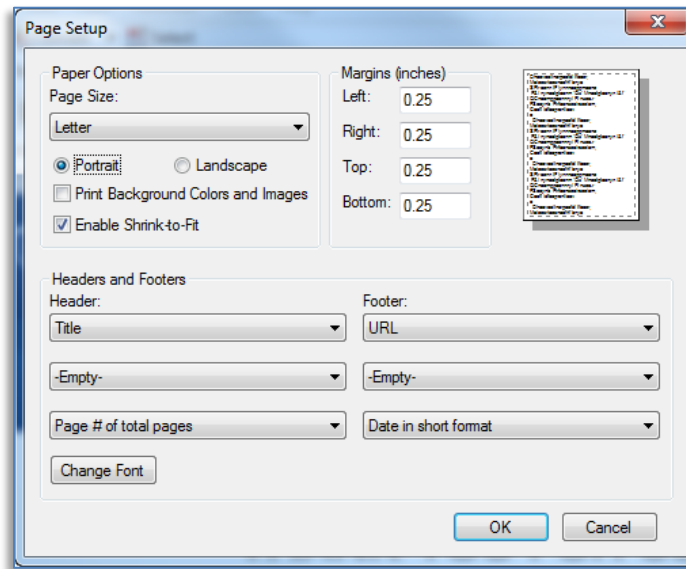 Page Setup
Paper Options
Page Size:
Letter
Portrait Landscape
Print Background Colors and Images
Enable Shrink-to-Fit
Margins (inches)
Left: 0.25
Right: 0.25
Top: 0.25
Bottom: 0.25
Headers and Footers
Header: Footer:
Title URL
-Empty- -Empty-
Page # of total pages Date in short format
Change Font
OK Cancel